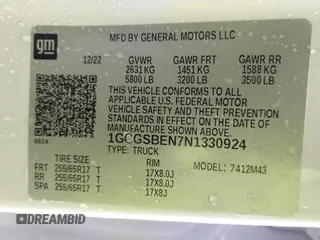 gm
MFD BY GENERAL MOTORS LLC
12/22 GVWR GAWR FRT GAWR RR
2631 KG 1451 KG 1588 KG
5800 LB 3200 LB 3500 LB
THIS VEHICLE CONFORMS TO ALL
APPLICABLE U.S. FEDERAL MOTOR
VEHICLE SAFETY AND THEFT PREVENTION
STANDARDS IN EFFECT ON THE DATE OF
MANUFACTURE SHOWN ABOVE.
0624 1GCGSBEN7N1330924
TYPE: TRUCK MODEL: 7412M43
RIM
FRT 255/65R17 T 17X8.0J
RR 255/65R17 T 17X8.0J
SPA 255/65R17 T 17X8J
DREAMBID